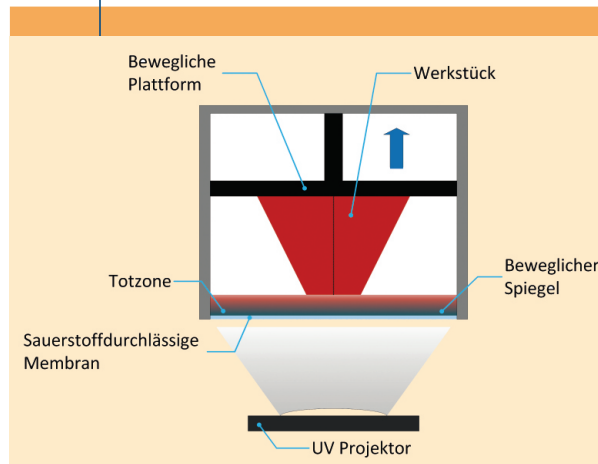 Bewegliche
Plattform
Werkstück
Totzone
Beweglicher
Spiegel
Sauerstoffdurchlässige
Membran
UV Projektor